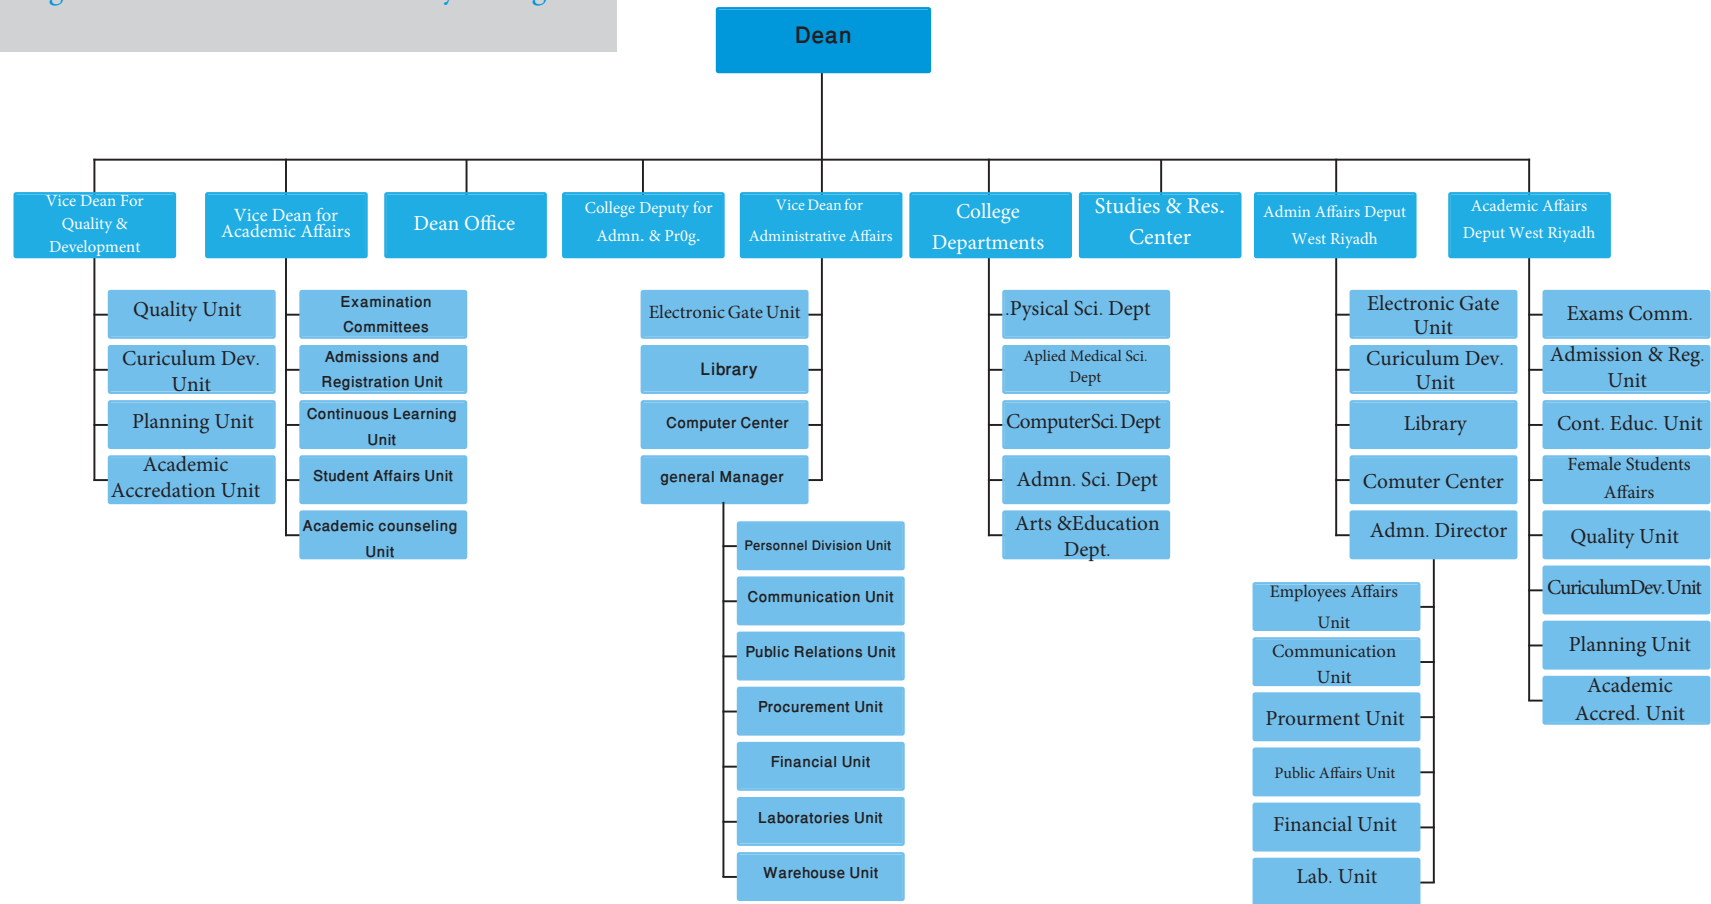 Dean
Vice Dean For
Quality &
Development
Vice Dean for
Academic Affairs
Dean Office
College Deputy for
Admn. & Pr0g.
Vice Dean for
Administrative Affairs
College
Departments
Studies & Res.
Center
Admin Affairs Deput
West Riyadh
Academic Affairs
Deput West Riyadh
Quality Unit
Curiculum Dev.
Unit
Planning Unit
Academic
Accredation Unit
Examination
Committees
Admissions and
Registration Unit
Continuous Learning
Unit
Student Affairs Unit
Academic counseling
Unit
Electronic Gate Unit
Library
Computer Center
general Manager
Personnel Division Unit
Communication Unit
Public Relations Unit
Procurement Unit
Financial Unit
Laboratories Unit
Warehouse Unit
.Pysical Sci. Dept
Aplied Medical Sci.
Dept
ComputerSci. Dept
Admn. Sci. Dept
Arts &Education
Dept.
Electronic Gate
Unit
Curiculum Dev.
Unit
Library
Comuter Center
Admn. Director
Employees Affairs
Unit
Communication
Unit
Prourment Unit
Public Affairs Unit
Financial Unit
Lab. Unit
Exams Comm.
Admission & Reg.
Unit
Cont. Educ. Unit
Female Students
Affairs
Quality Unit
CuriculumDev. Unit
Planning Unit
Academic
Accred. Unit